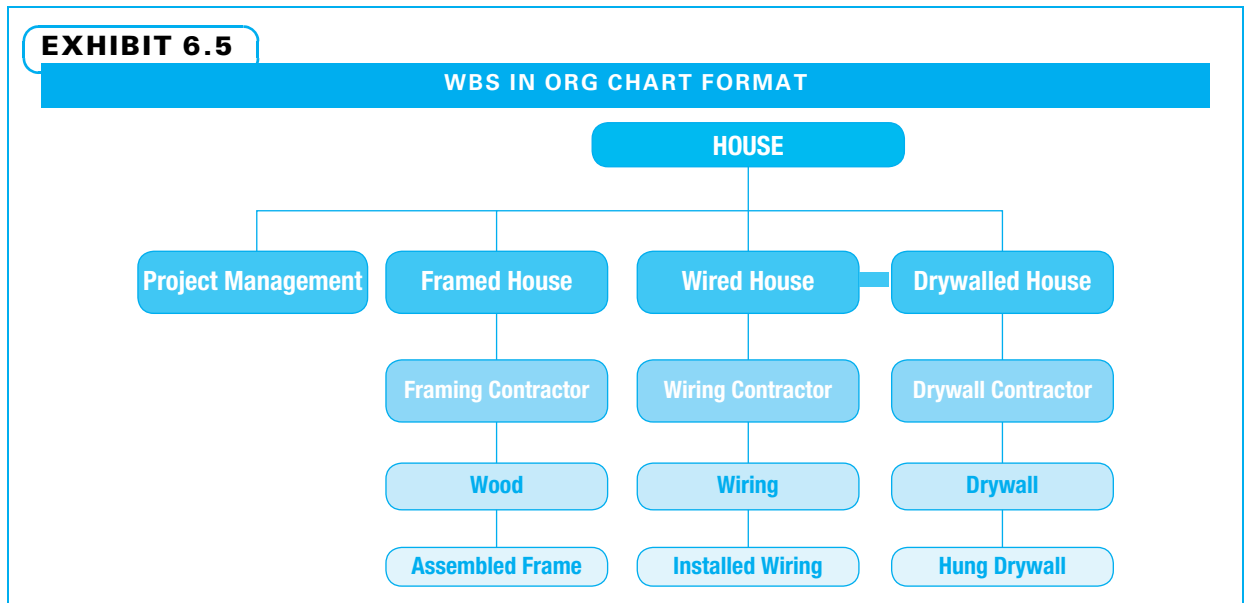 EXHIBIT 6.5
WBS IN ORG CHART FORMAT
HOUSE
Project Management
Framed House
Wired House
Drywalled House
Framing Contractor
Wiring Contractor
Drywall Contractor
Wood
Wiring
Drywall
Assembled Frame
Installed Wiring
Hung Drywall